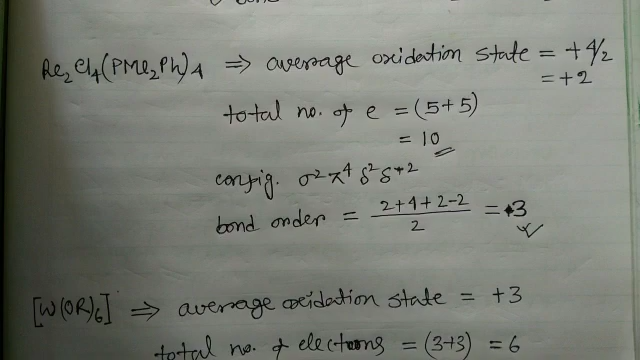 Re₂Cl₄(PMe₂Ph)₄ ⇒ average oxidation state = +4/2
= +2
total no. of e = (5+5)
= 10
config. σ²π⁴δ²δ*²
bond order = (2+4+2-2)/2 = 3
[W(OR)₆] ⇒ average oxidation state = +3
total no. of electrons = (3+3) = 6